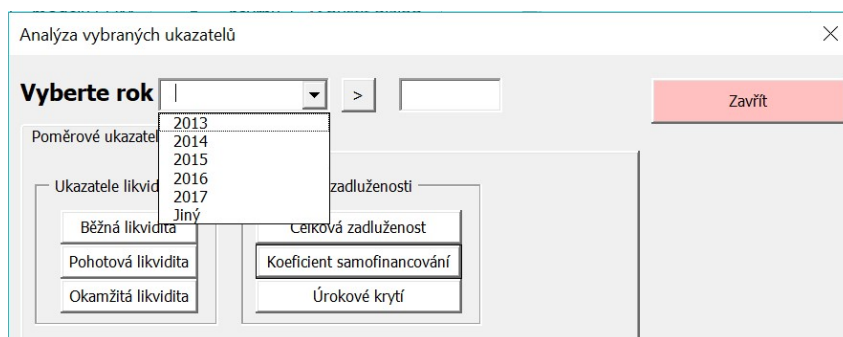 Analýza vybraných ukazatelů
Vyberte rok
>
Zavřít
2013
2014
2015
2016
2017
Jiný
Poměrové ukazatel
Ukazatele likvid
zadluženosti
Běžná likvidita
Celková zadluženost
Pohotová likvidita
Koeficient samofinancování
Okamžitá likvidita
Úrokové krytí